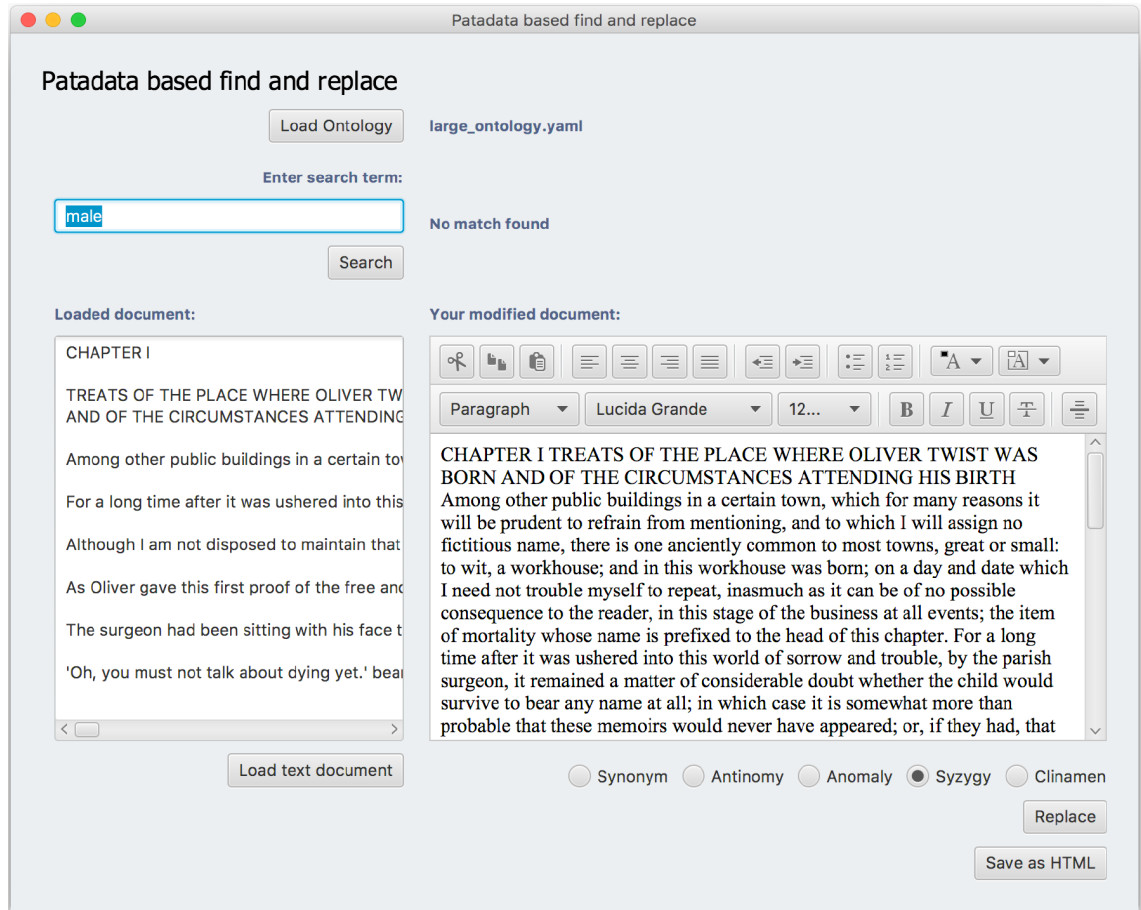 Patadata based find and replace
Patadata based find and replace
Load Ontology
large_ontology.yaml
Enter search term:
male
No match found
Search
Loaded document:
CHAPTER I
TREATS OF THE PLACE WHERE OLIVER TW
AND OF THE CIRCUMSTANCES ATTENDING
Among other public buildings in a certain tov
For a long time after it was ushered into this
Although I am not disposed to maintain that
As Oliver gave this first proof of the free and
The surgeon had been sitting with his face t
'Oh, you must not talk about dying yet.' bear
Load text document
Your modified document:
A
A
Paragraph
Lucida Grande
12...
B
I
U
T
CHAPTER I TREATS OF THE PLACE WHERE OLIVER TWIST WAS
BORN AND OF THE CIRCUMSTANCES ATTENDING HIS BIRTH
Among other public buildings in a certain town, which for many reasons it
will be prudent to refrain from mentioning, and to which I will assign no
fictitious name, there is one anciently common to most towns, great or small:
to wit, a workhouse; and in this workhouse was born; on a day and date which
I need not trouble myself to repeat, inasmuch as it can be of no possible
consequence to the reader, in this stage of the business at all events; the item
of mortality whose name is prefixed to the head of this chapter. For a long
time after it was ushered into this world of sorrow and trouble, by the parish
surgeon, it remained a matter of considerable doubt whether the child would
survive to bear any name at all; in which case it is somewhat more than
probable that these memoirs would never have appeared; or, if they had, that
Synonym
Antinomy
Anomaly
Syzygy
Clinamen
Replace
Save as HTML